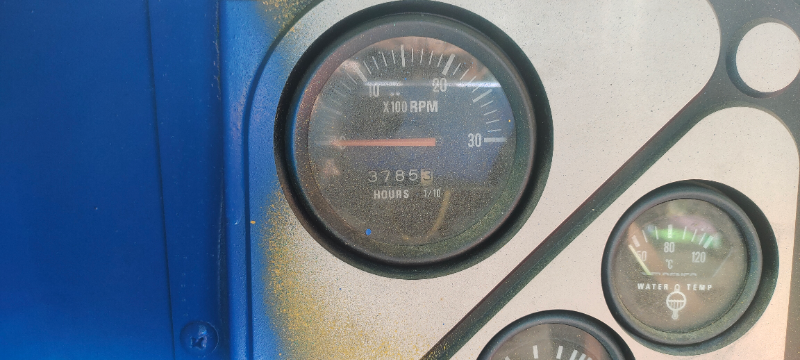 10 20
X100 RPM
30
37853
HOURS 1/10
80
120
°C
WATER TEMP